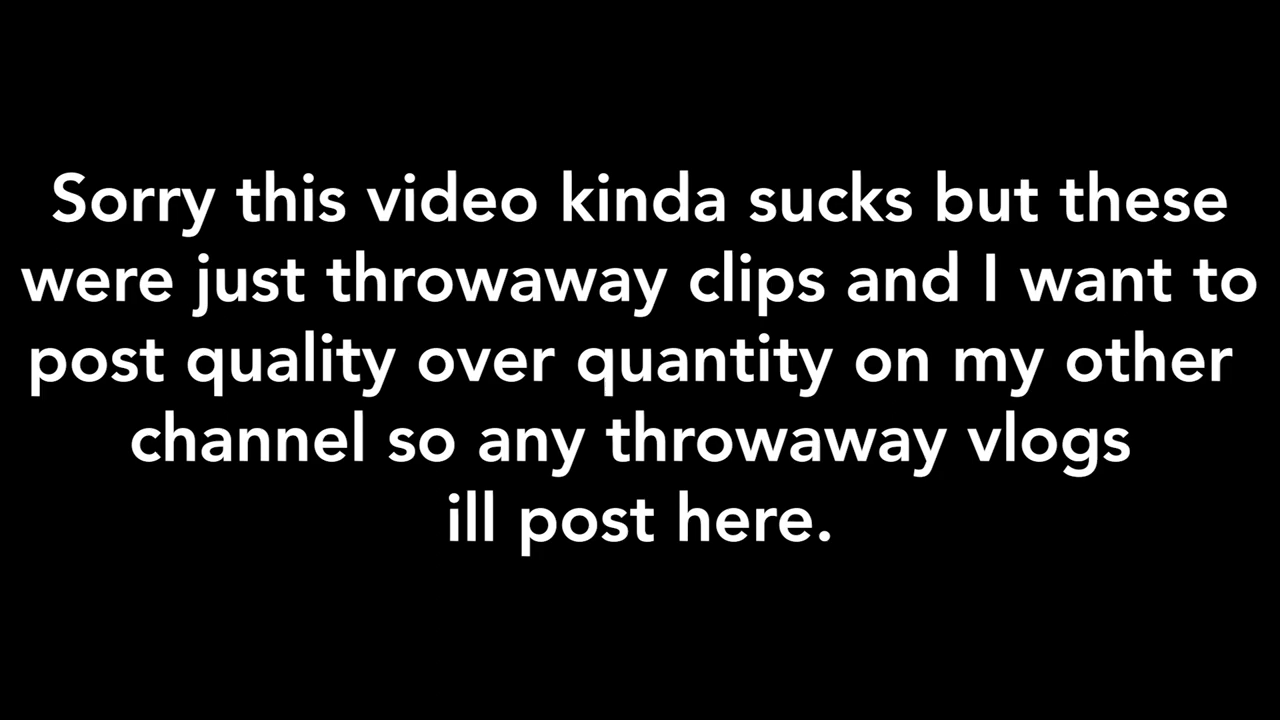 Sorry this video kinda sucks but these
were just throwaway clips and I want to
post quality over quantity on my other
channel so any throwaway vlogs
ill post here.